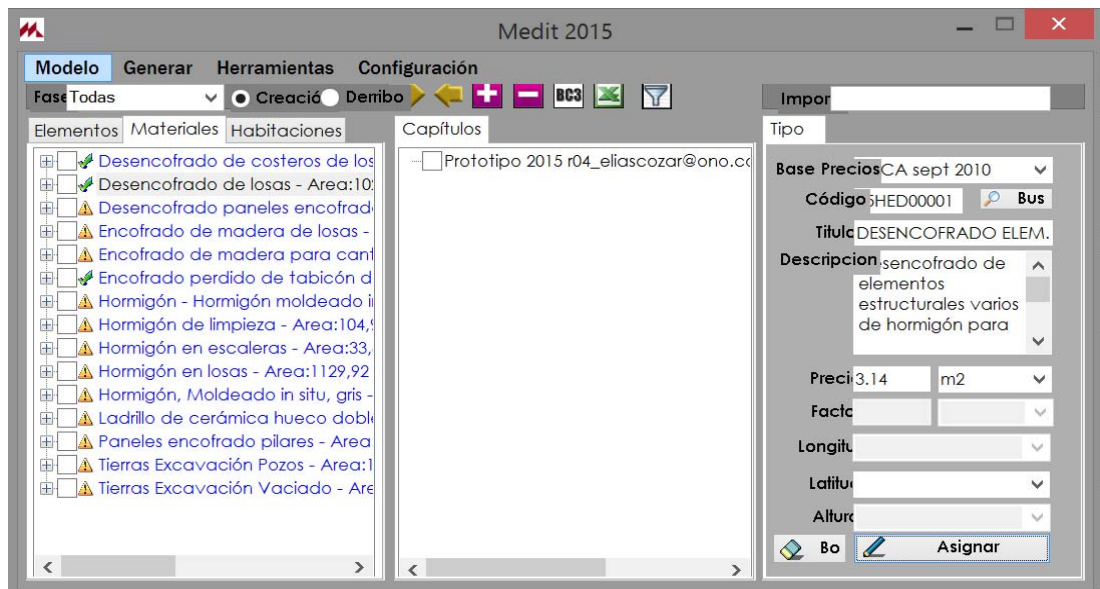 Medit 2015
Modelo Generar Herramientas Configuración
Fase Todas Creació Derribo BC3 Impor
Elementos Materiales Habitaciones Capítulos Tipo
Desencofrado de costeros de los
Desencofrado de losas - Area:10
Desencofrado paneles encofrad
Encofrado de madera de losas -
Encofrado de madera para cant
Encofrado perdido de tabicón d
Hormigón - Hormigón moldeado i
Hormigón de limpieza - Area:104,9
Hormigón en escaleras - Area:33,
Hormigón en losas - Area:1129,92
Hormigón, Moldeado in situ, gris -
Ladrillo de cerámica hueco doble
Paneles encofrado pilares - Area
Tierras Excavación Pozos - Area:1
Tierras Excavación Vaciado - Are
Prototipo 2015 r04_eliascozar@ono.co
Base Precios CA sept 2010
Código 5HED00001 Bus
Titulo DESENCOFRADO ELEM.
Descripcion sencofrado de
elementos
estructurales varios
de hormigón para
Preci 3.14 m2
Facto
Longitu
Latitu
Altura
Bo Asignar